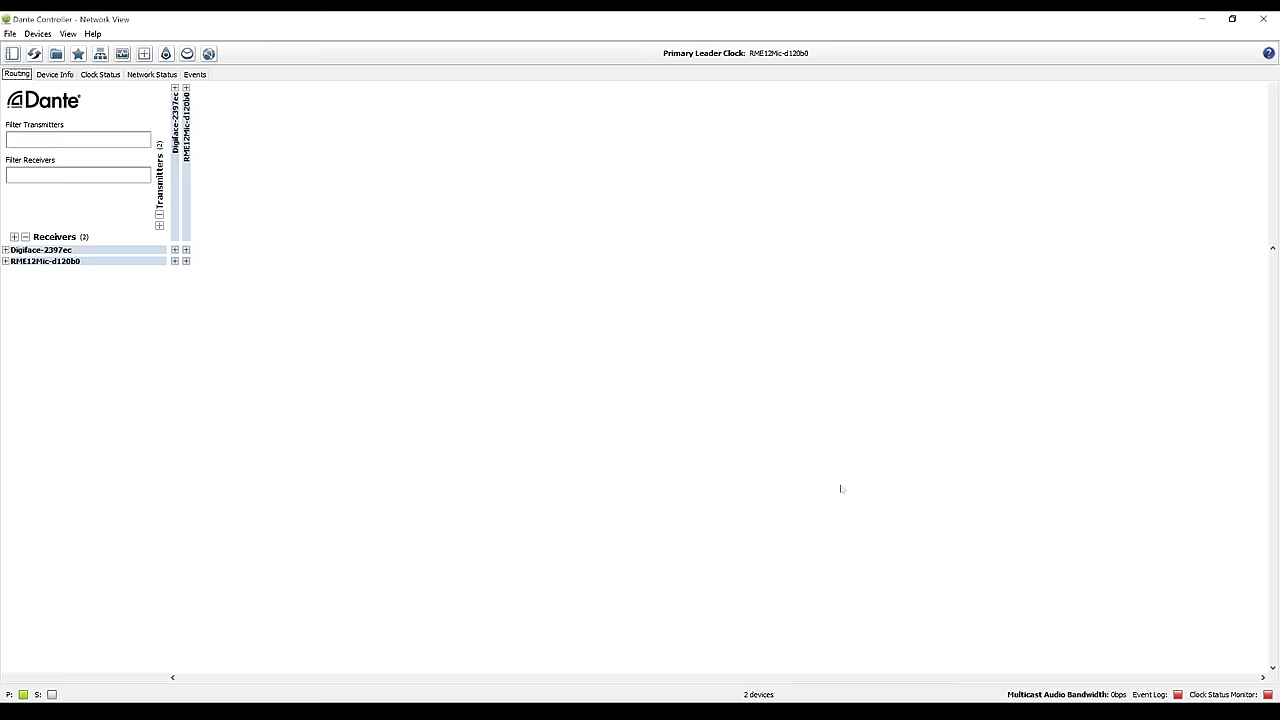 Dante Controller - Network View
File Devices View Help
Primary Leader Clock: RME12Mic-d120b0
Routing Device Info Clock Status Network Status Events
Dante
Filter Transmitters
Filter Receivers
Transmitters (2)
Digiface-2397ec
RME12Mic-d120b0
Receivers (2)
Digiface-2397ec
RME12Mic-d120b0
P: S: 2 devices Multicast Audio Bandwidth: 0bps Event Log: Clock Status Monitor: